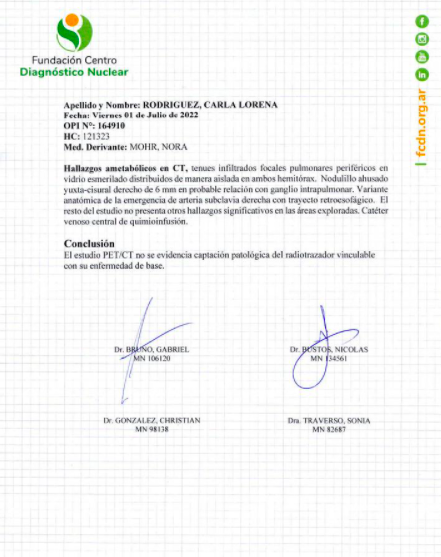 Fundación Centro
Diagnóstico Nuclear
fcdn.org.ar
Apellido y Nombre: RODRIGUEZ, CARLA LORENA
Fecha: Viernes 01 de Julio de 2022
OPI N°: 164910
HC: 121323
Med. Derivante: MOHR, NORA
Hallazgos ametabólicos en CT, tenues infiltrados focales pulmonares periféricos en
vidrio esmerilado distribuidos de manera aislada en ambos hemitórax. Nodulillo ahusado
yuxta-cisural derecho de 6 mm en probable relación con ganglio intrapulmonar. Variante
anatómica de la emergencia de arteria subclavia derecha con trayecto retroesofágico. El
resto del estudio no presenta otros hallazgos significativos en las áreas exploradas. Catéter
venoso central de quimioinfusión.
Conclusión
El estudio PET/CT no se evidencia captación patológica del radiotrazador vinculable
con su enfermedad de base.
Dr. BRUNO, GABRIEL
MN 106120
Dr. BUSTOS, NICOLAS
MN 134561
Dr. GONZALEZ, CHRISTIAN
MN 98138
Dra. TRAVERSO, SONIA
MN 82687